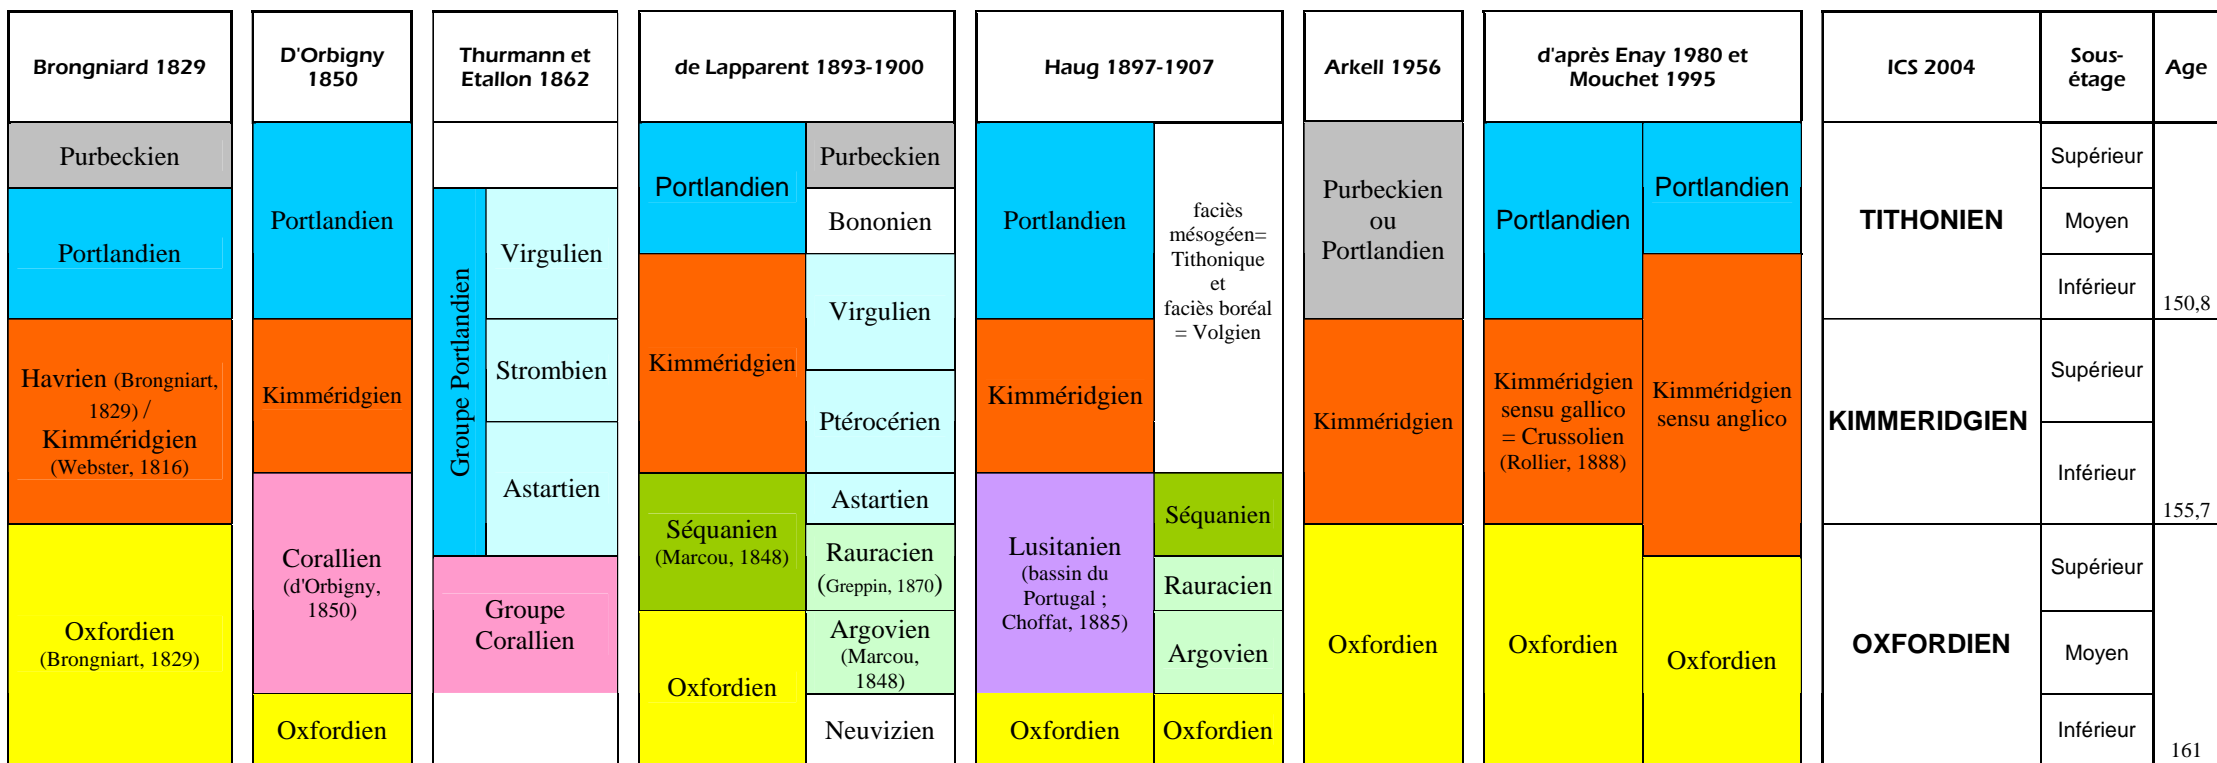 Brongniard 1829
Purbeckien
Portlandien
Havrien (Brongniart,
1829) /
Kimméridgien
(Webster, 1816)
Oxfordien
(Brongniart, 1829)
D'Orbigny
1850
Portlandien
Kimméridgien
Corallien
(d'Orbigny,
1850)
Oxfordien
Thurmann et
Etallon 1862
Groupe Portlandien
Virgulien
Strombien
Astartien
Groupe
Corallien
de Lapparent 1893-1900
Portlandien
Kimméridgien
Séquanien
(Marcou, 1848)
Oxfordien
Purbeckien
Bononien
Virgulien
Ptérocérien
Astartien
Rauracien
(Greppin, 1870)
Argovien
(Marcou,
1848)
Neuvizien
Haug 1897-1907
Portlandien
Kimméridgien
Lusitanien
(bassin du
Portugal ;
Choffat, 1885)
Oxfordien
faciès
mésogéen=
Tithonique
et
faciès boréal
= Volgien
Séquanien
Rauracien
Argovien
Oxfordien
Arkell 1956
Purbeckien
ou
Portlandien
Kimméridgien
Oxfordien
d'après Enay 1980 et
Mouchet 1995
Portlandien
Kimméridgien
sensu gallico
= Crussolien
(Rollier, 1888)
Oxfordien
Portlandien
Kimméridgien
sensu anglico
Oxfordien
ICS 2004
TITHONIEN
KIMMERIDGIEN
OXFORDIEN
Sous-
étage
Supérieur
Moyen
Inférieur
Supérieur
Inférieur
Supérieur
Moyen
Inférieur
Age
150,8
155,7
161